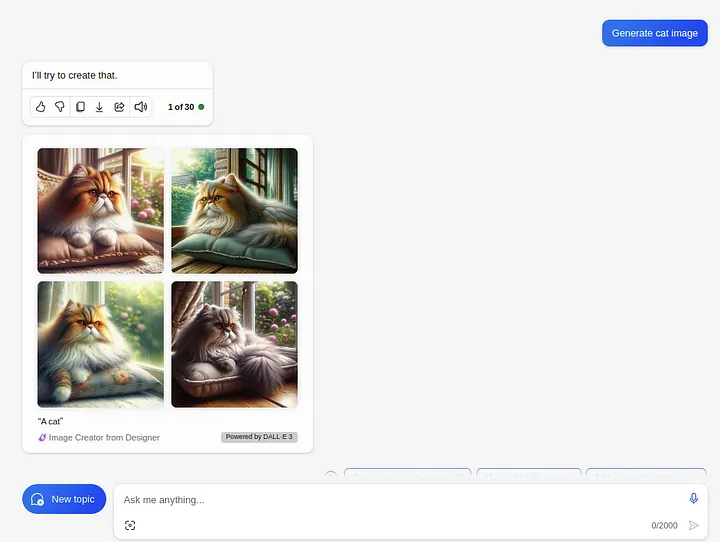 Generate cat image
I'll try to create that.
1 of 30
"A cat"
Image Creator from Designer
Powered by DALL·E 3
New topic
Ask me anything...
0/2000